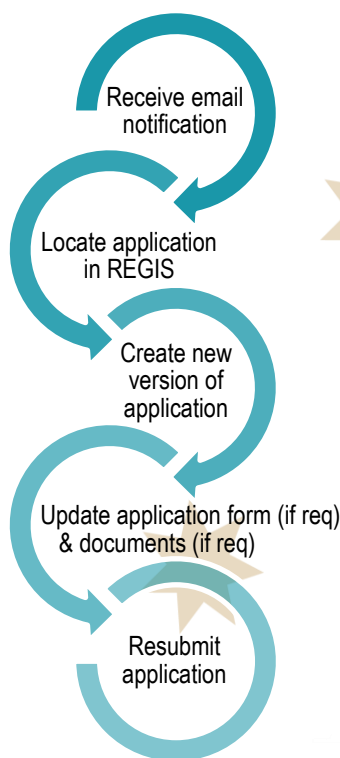 Receive email
notification
Locate application
in REGIS
Create new
version of
application
Update application form (if req)
& documents (if req)
Resubmit
application